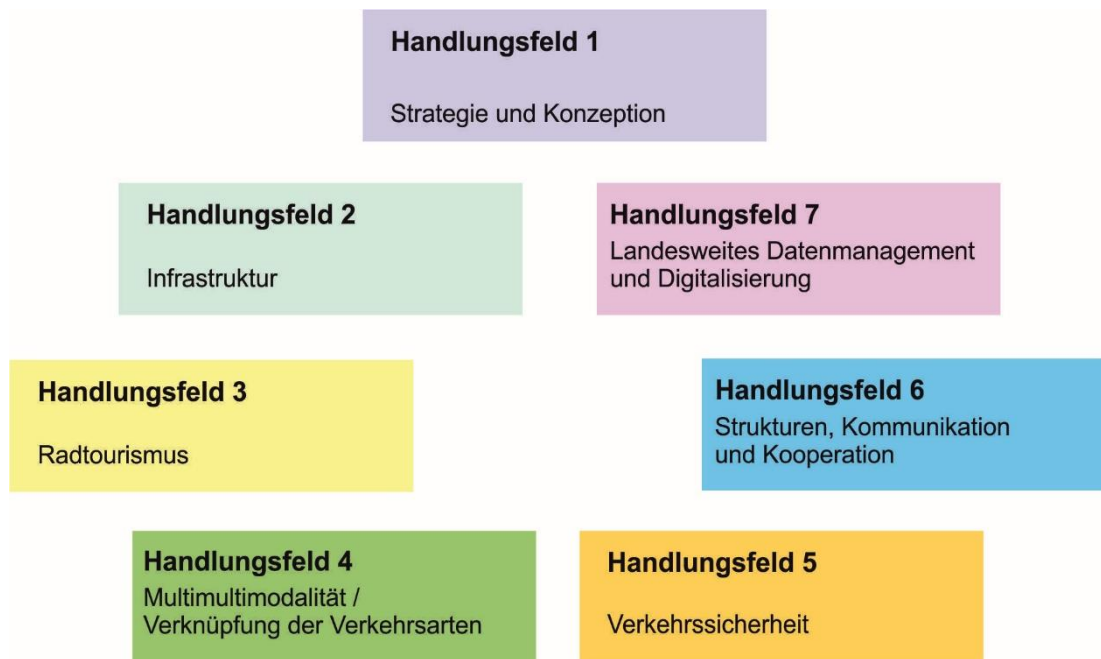 Handlungsfeld 1
Strategie und Konzeption
Handlungsfeld 2
Infrastruktur
Handlungsfeld 7
Landesweites Datenmanagement
und Digitalisierung
Handlungsfeld 3
Radtourismus
Handlungsfeld 6
Strukturen, Kommunikation
und Kooperation
Handlungsfeld 4
Multimultimodalität /
Verknüpfung der Verkehrsarten
Handlungsfeld 5
Verkehrssicherheit